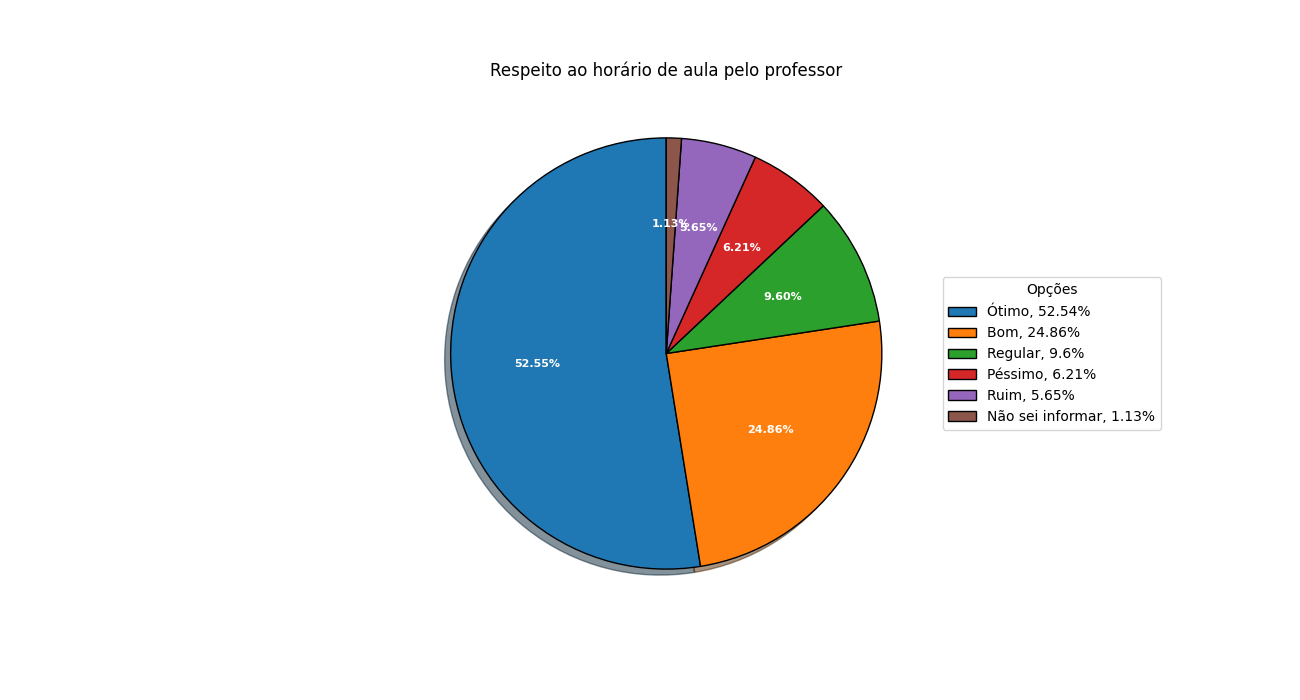 Respeito ao horário de aula pelo professor
1.13%
5.65%
6.21%
9.60%
52.55%
24.86%
Opções
Ótimo, 52.54%
Bom, 24.86%
Regular, 9.6%
Péssimo, 6.21%
Ruim, 5.65%
Não sei informar, 1.13%